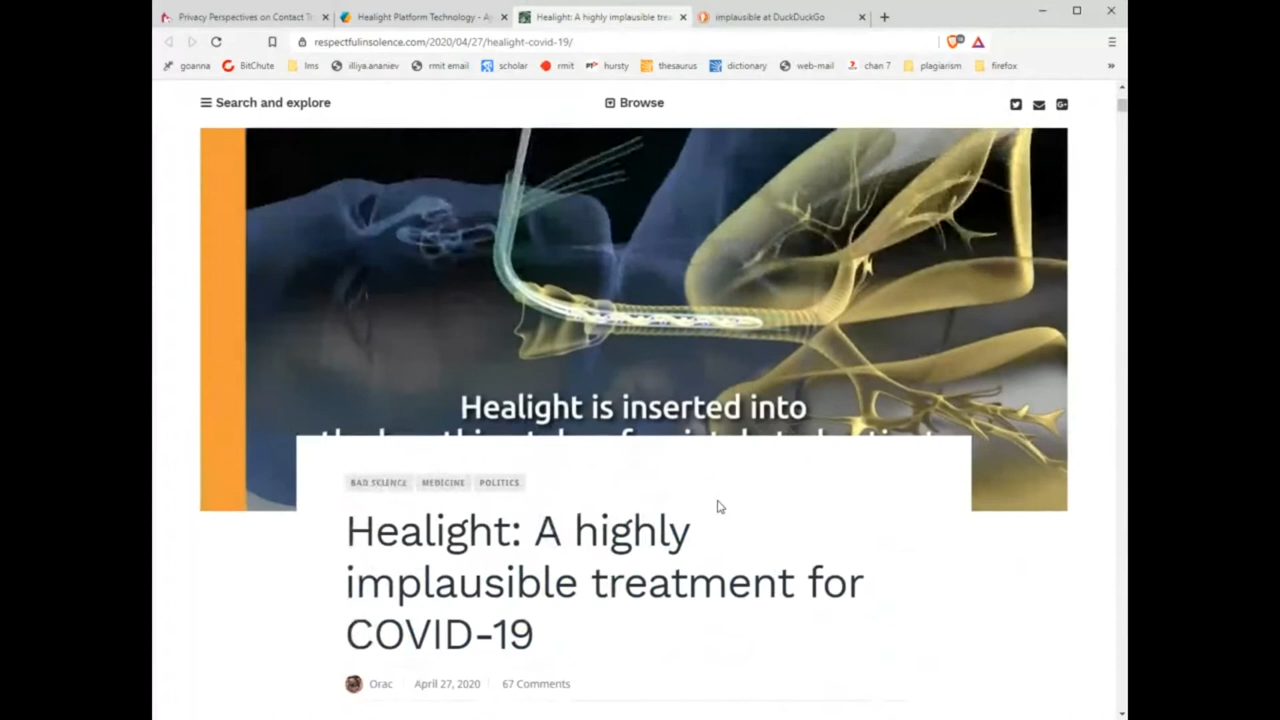 Privacy Perspectives on Contact T
Healight Platform Technology - Ay
Healight: A highly implausible trea
implausible at DuckDuckGo
respectfulinsolence.com/2020/04/27/healight-covid-19/
goanna
BitChute
lms
illiya.ananiev
rmit email
scholar
rmit
hursty
thesaurus
dictionary
web-mail
chan 7
plagiarism
firefox
Search and explore
Browse
Healight is inserted into
BAD SCIENCE
MEDICINE
POLITICS
Healight: A highly
implausible treatment for
COVID-19
Orac
April 27, 2020
67 Comments